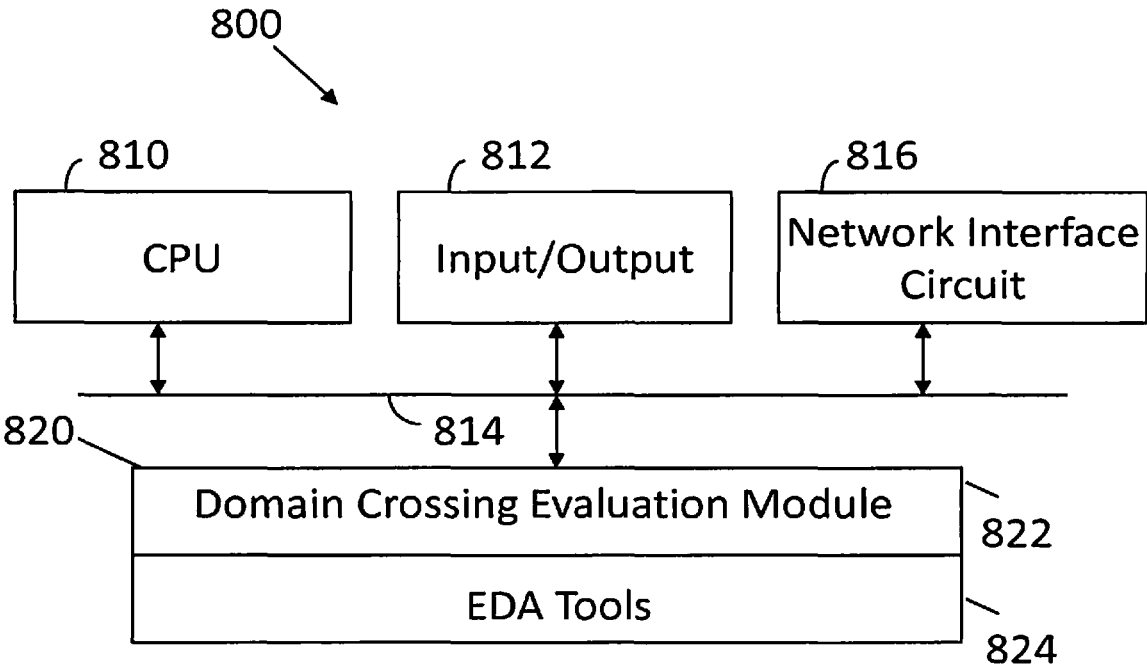 800
810
812
816
CPU
Input/Output
Network Interface
Circuit
814
820
Domain Crossing Evaluation Module
822
EDA Tools
824